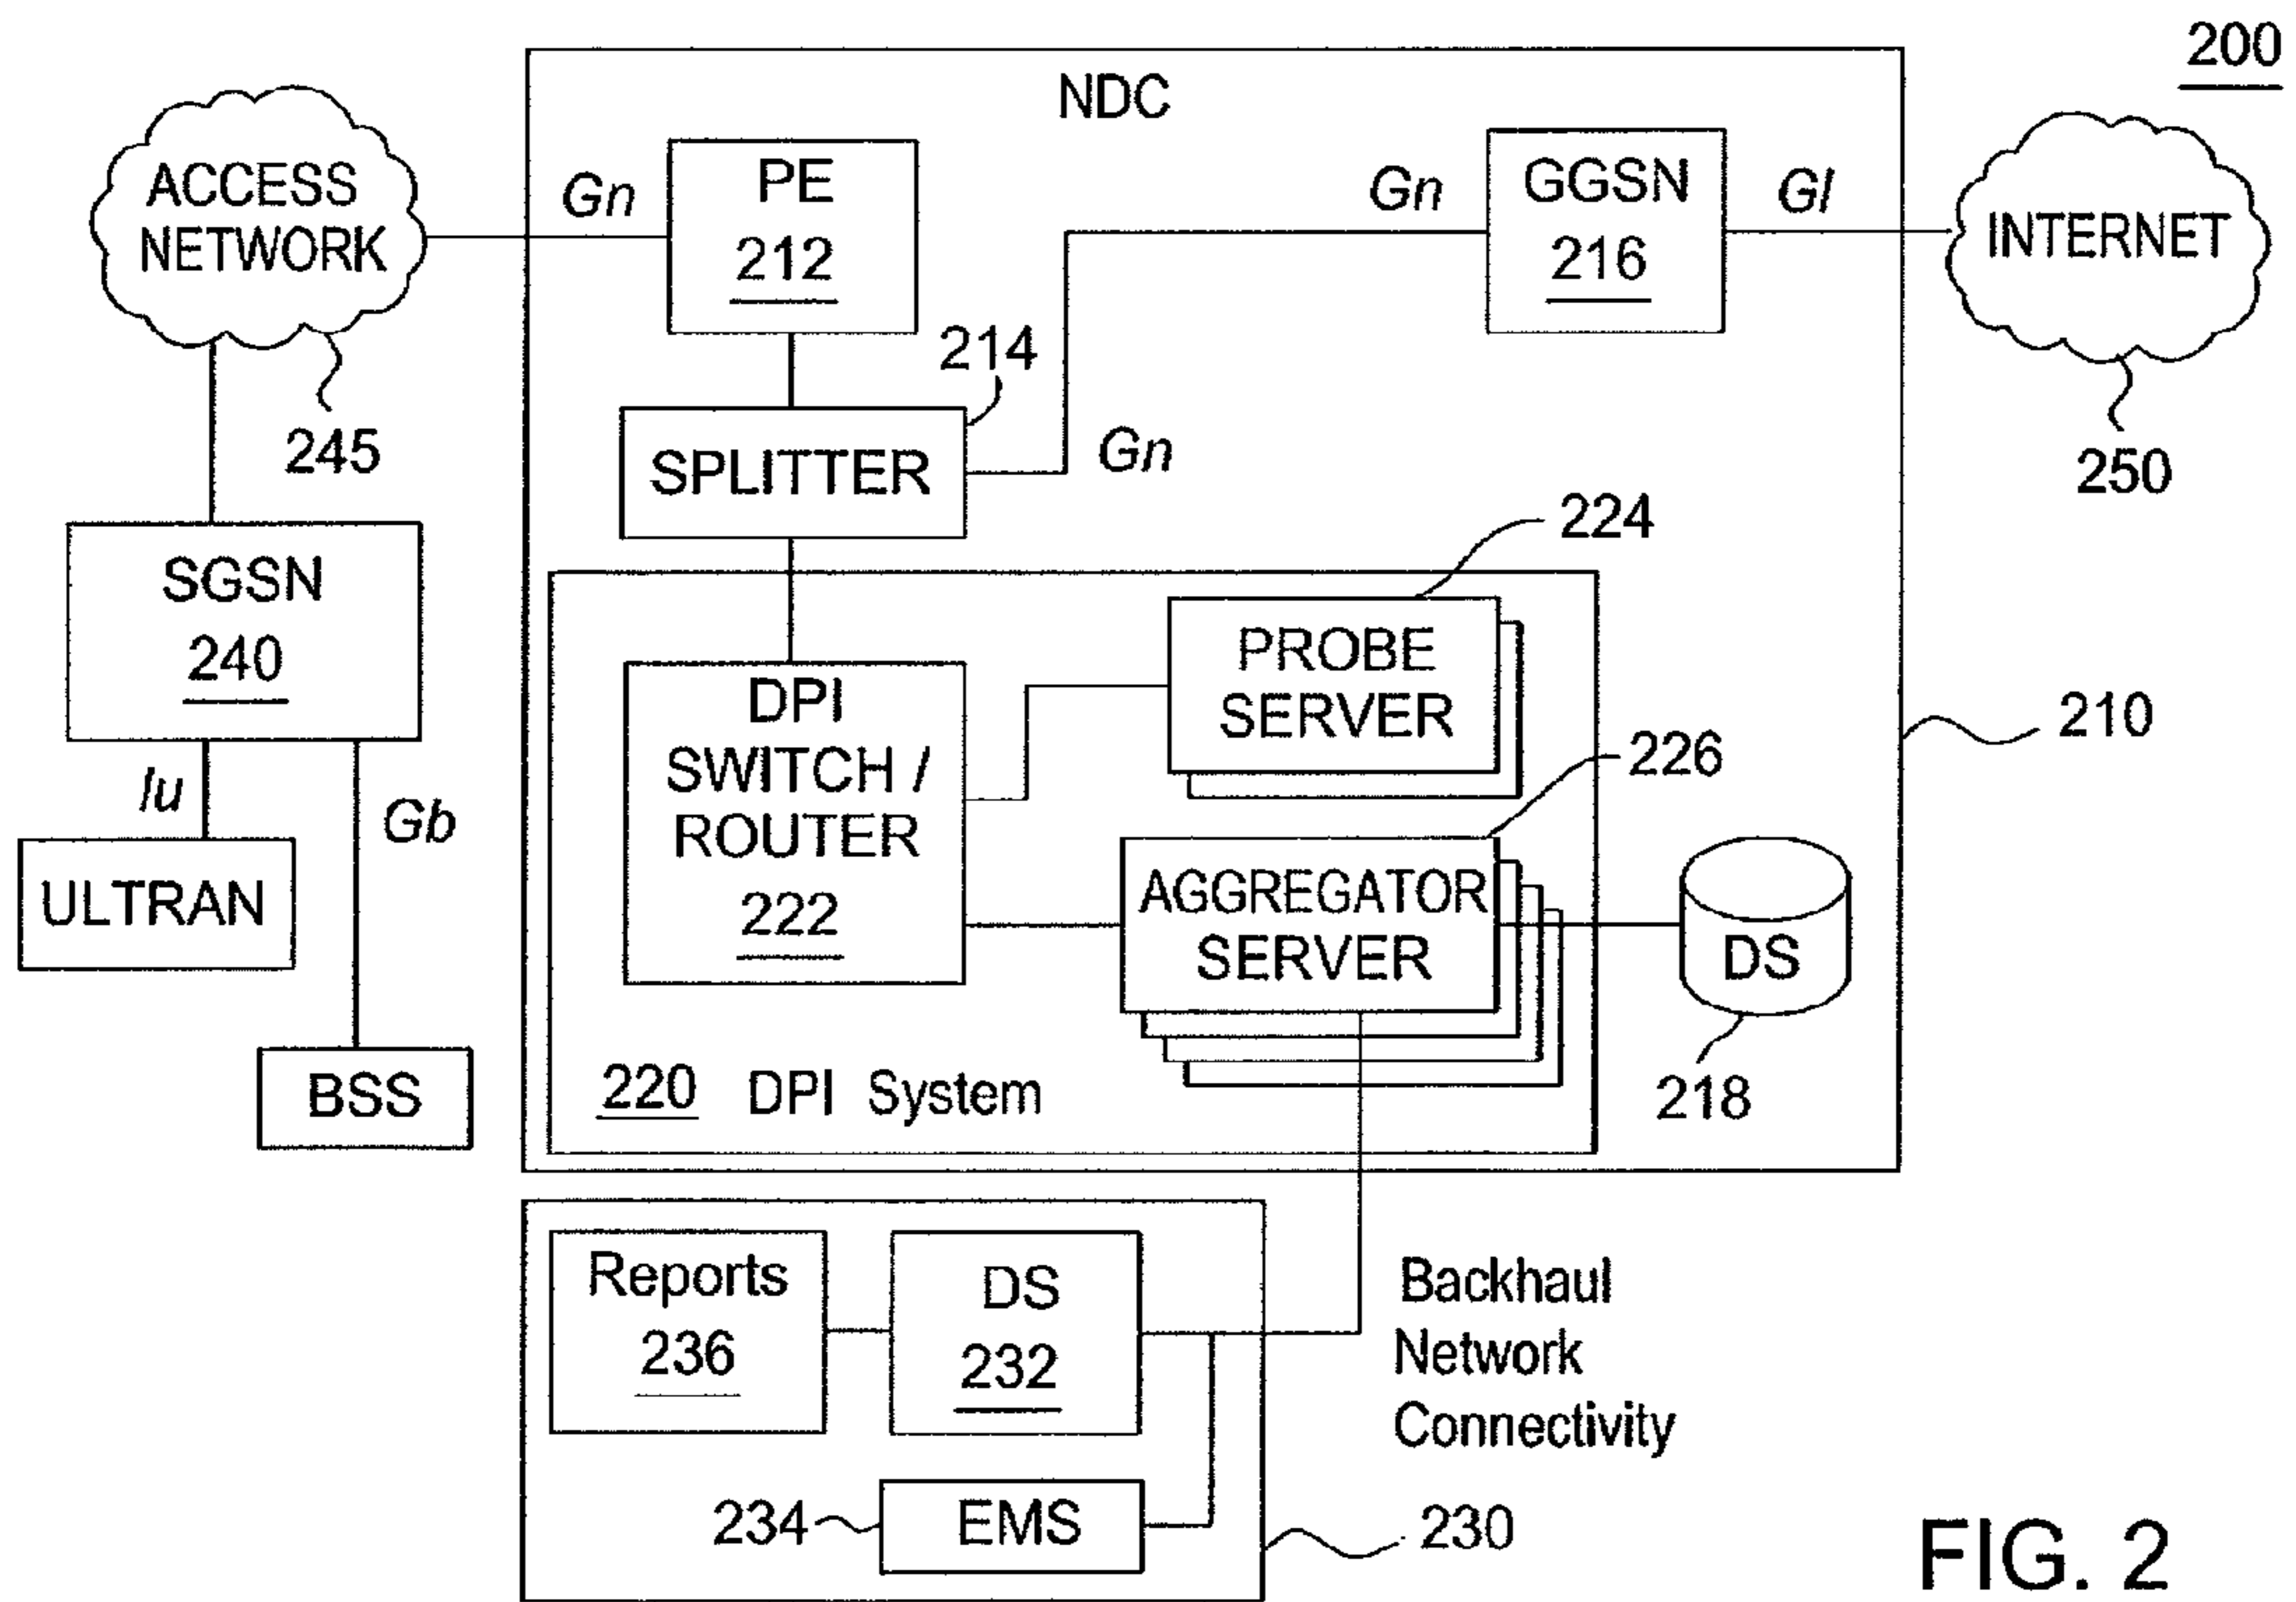 200
NDC
ACCESS
NETWORK
245
Gn
PE
212
Gn
GGSN
216
Gl
INTERNET
250
214
SPLITTER
Gn
SGSN
240
Iu
Gb
ULTRAN
BSS
224
PROBE
SERVER
DPI
SWITCH /
ROUTER
222
226
AGGREGATOR
SERVER
210
DS
218
220 DPI System
Reports
236
DS
232
234
EMS
230
Backhaul
Network
Connectivity
FIG. 2